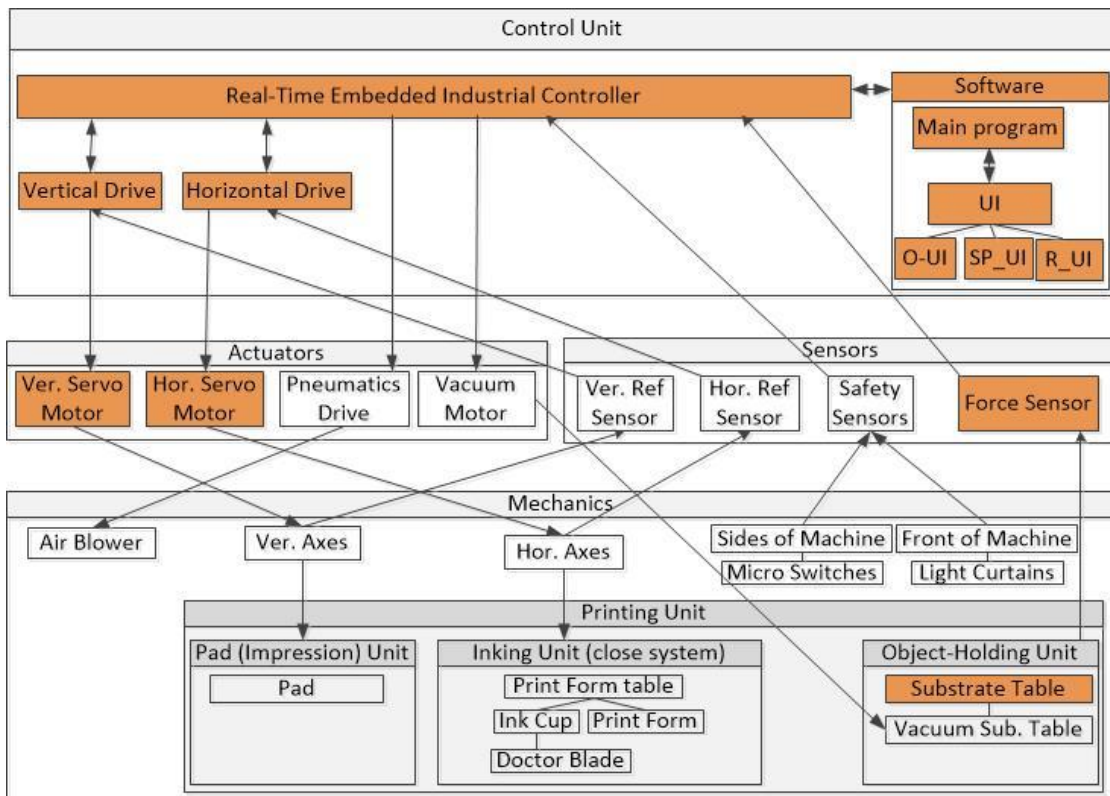 Control Unit
Real-Time Embedded Industrial Controller
Software
Main program
UI
O-UI
SP_UI
R_UI
Vertical Drive
Horizontal Drive
Actuators
Ver. Servo
Motor
Hor. Servo
Motor
Pneumatics
Drive
Vacuum
Motor
Sensors
Ver. Ref
Sensor
Hor. Ref
Sensor
Safety
Sensors
Force Sensor
Mechanics
Air Blower
Ver. Axes
Hor. Axes
Sides of Machine
Micro Switches
Front of Machine
Light Curtains
Printing Unit
Pad (Impression) Unit
Pad
Inking Unit (close system)
Print Form table
Ink Cup
Print Form
Doctor Blade
Object-Holding Unit
Substrate Table
Vacuum Sub. Table